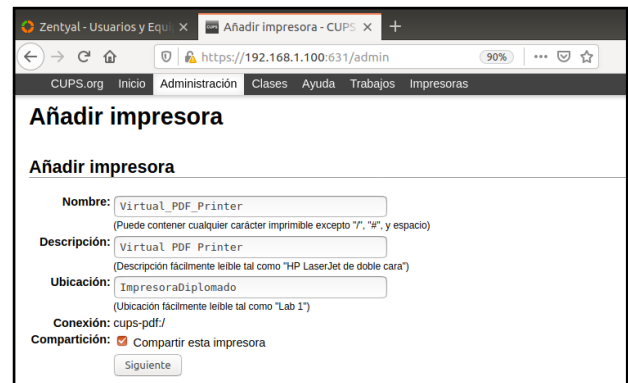 Zentyal - Usuarios y Equi
Añadir impresora - CUPS
https://192.168.1.100:631/admin
90%
CUPS.org Inicio Administración Clases Ayuda Trabajos Impresoras
Añadir impresora
Añadir impresora
Nombre: Virtual_PDF_Printer
(Puede contener cualquier carácter imprimible excepto "/", "#", y espacio)
Descripción: Virtual PDF Printer
(Descripción fácilmente leíble tal como "HP LaserJet de doble cara")
Ubicación: ImpresoraDiplomado
(Ubicación fácilmente leíble tal como "Lab 1")
Conexión: cups-pdf:/
Compartición: Compartir esta impresora
Siguiente